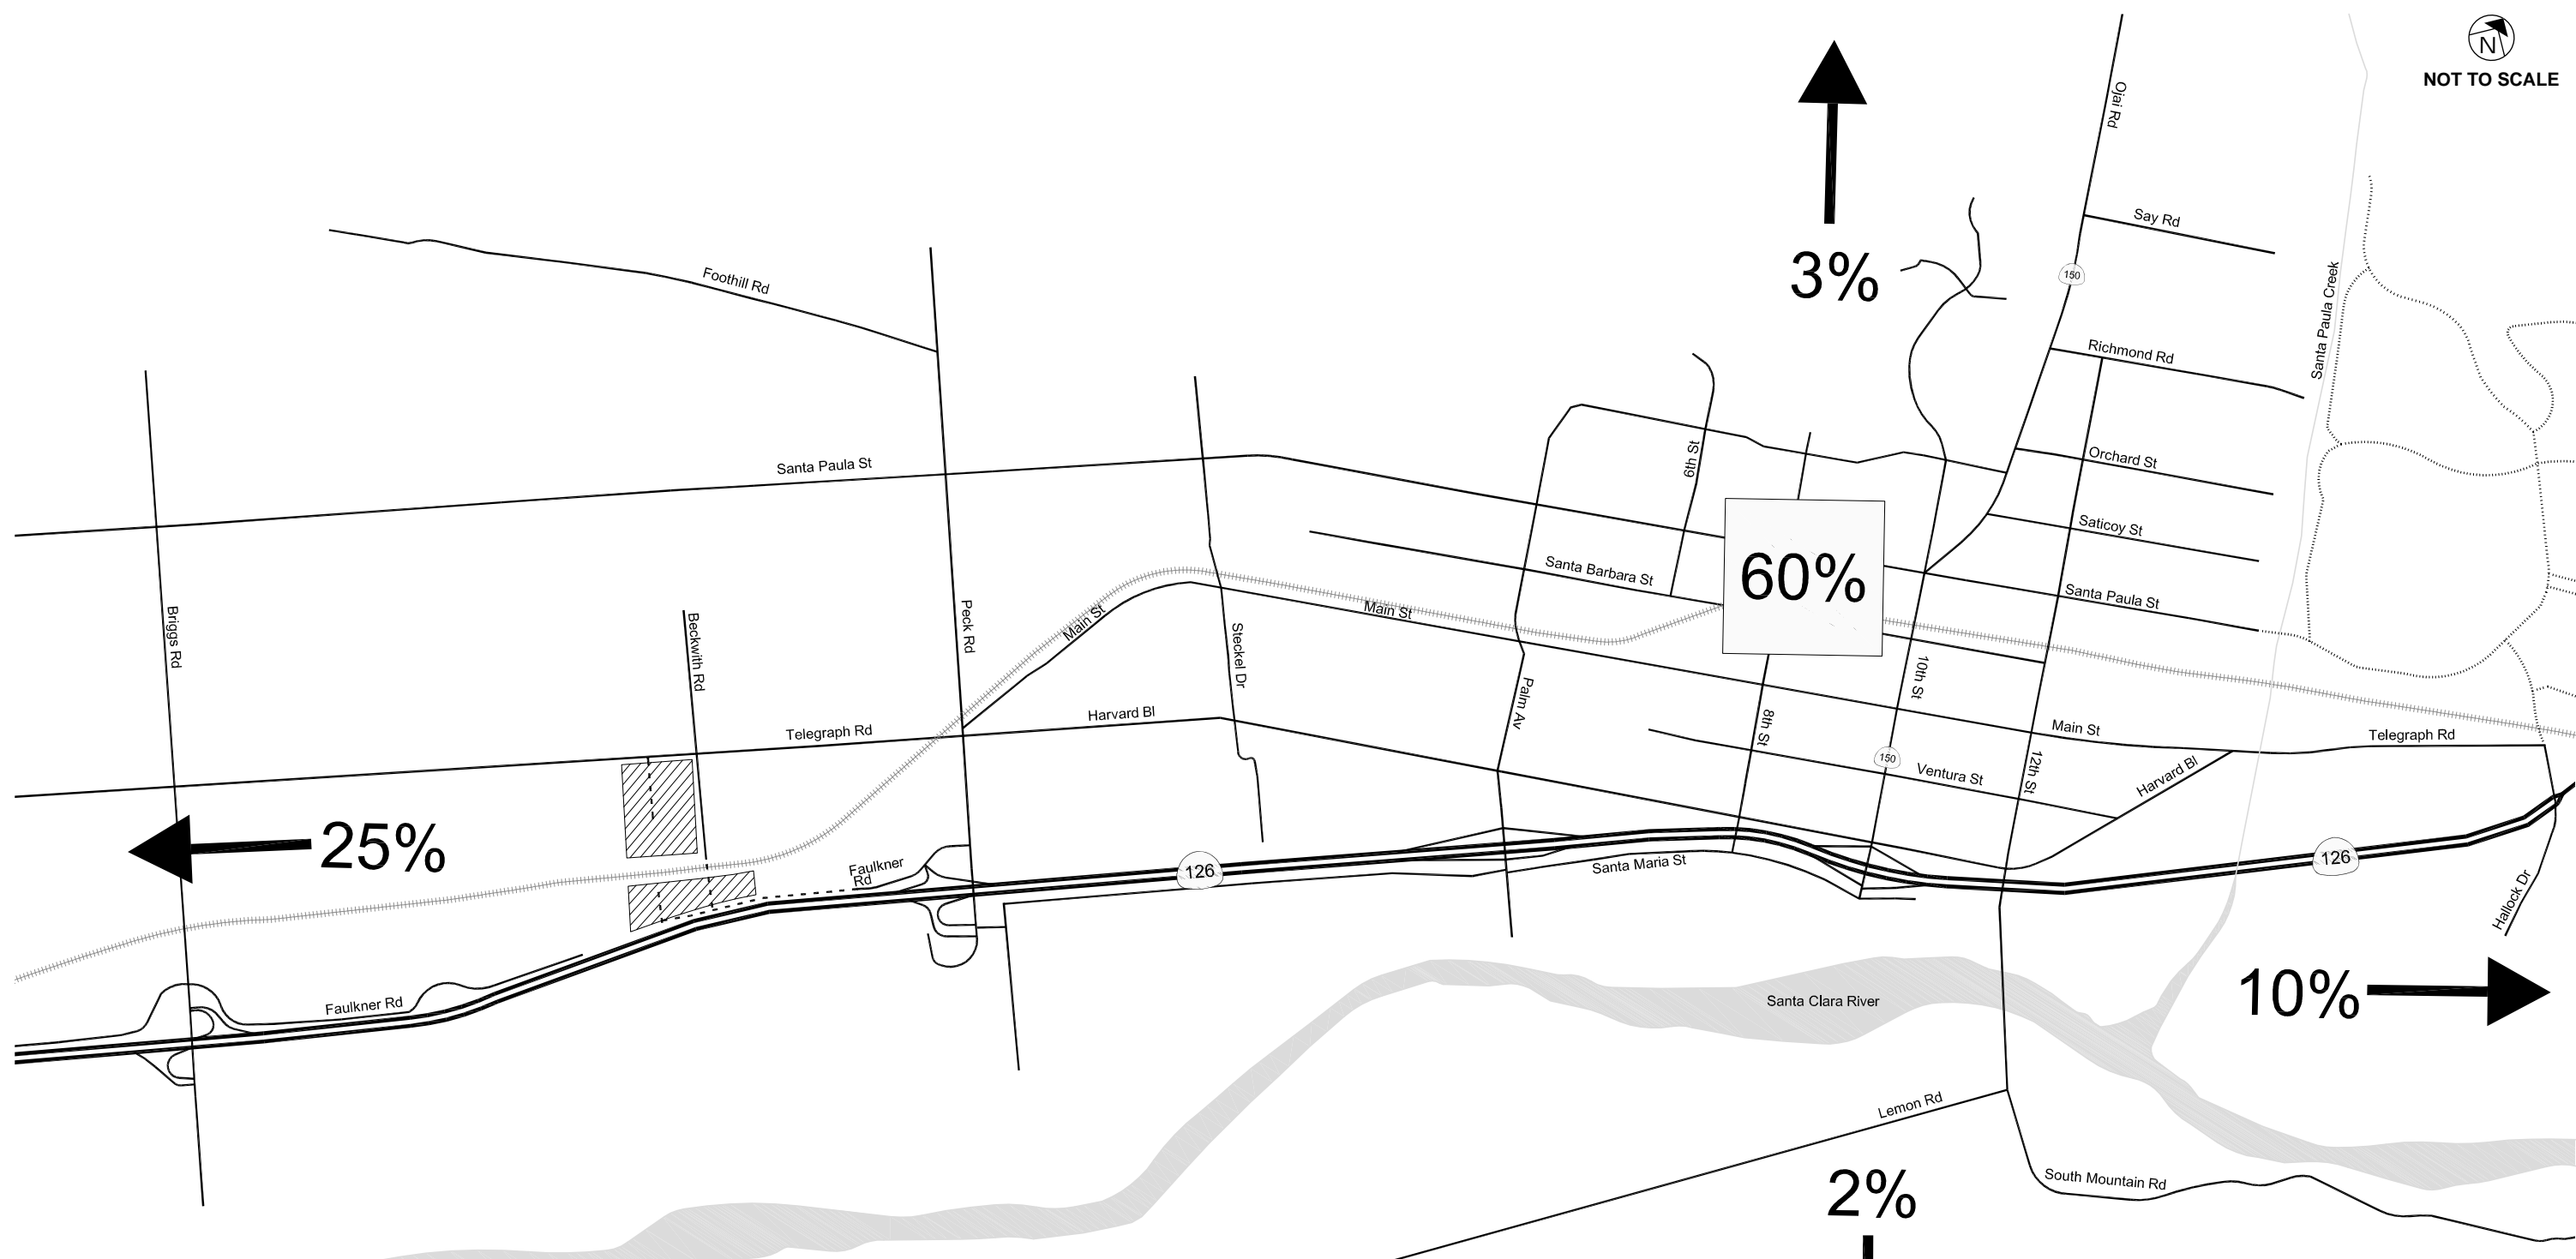 N
NOT TO SCALE
Ojai Rd
Say Rd
3%
150
Foothill Rd
Santa Paula Creek
Richmond Rd
6th St
Orchard St
Santa Paula St
Saticoy St
60%
Santa Barbara St
Santa Paula St
Main St
Main St
Briggs Rd
Beckwith Rd
Peck Rd
Steckel Dr
Palm Av
10th St
8th St
Harvard Bl
Telegraph Rd
Main St
Telegraph Rd
150
12th St
Ventura St
Harvard Bl
25%
Faulkner
Rd
126
Santa Maria St
126
Hallock Dr
10%
Faulkner Rd
Santa Clara River
Lemon Rd
South Mountain Rd
2%